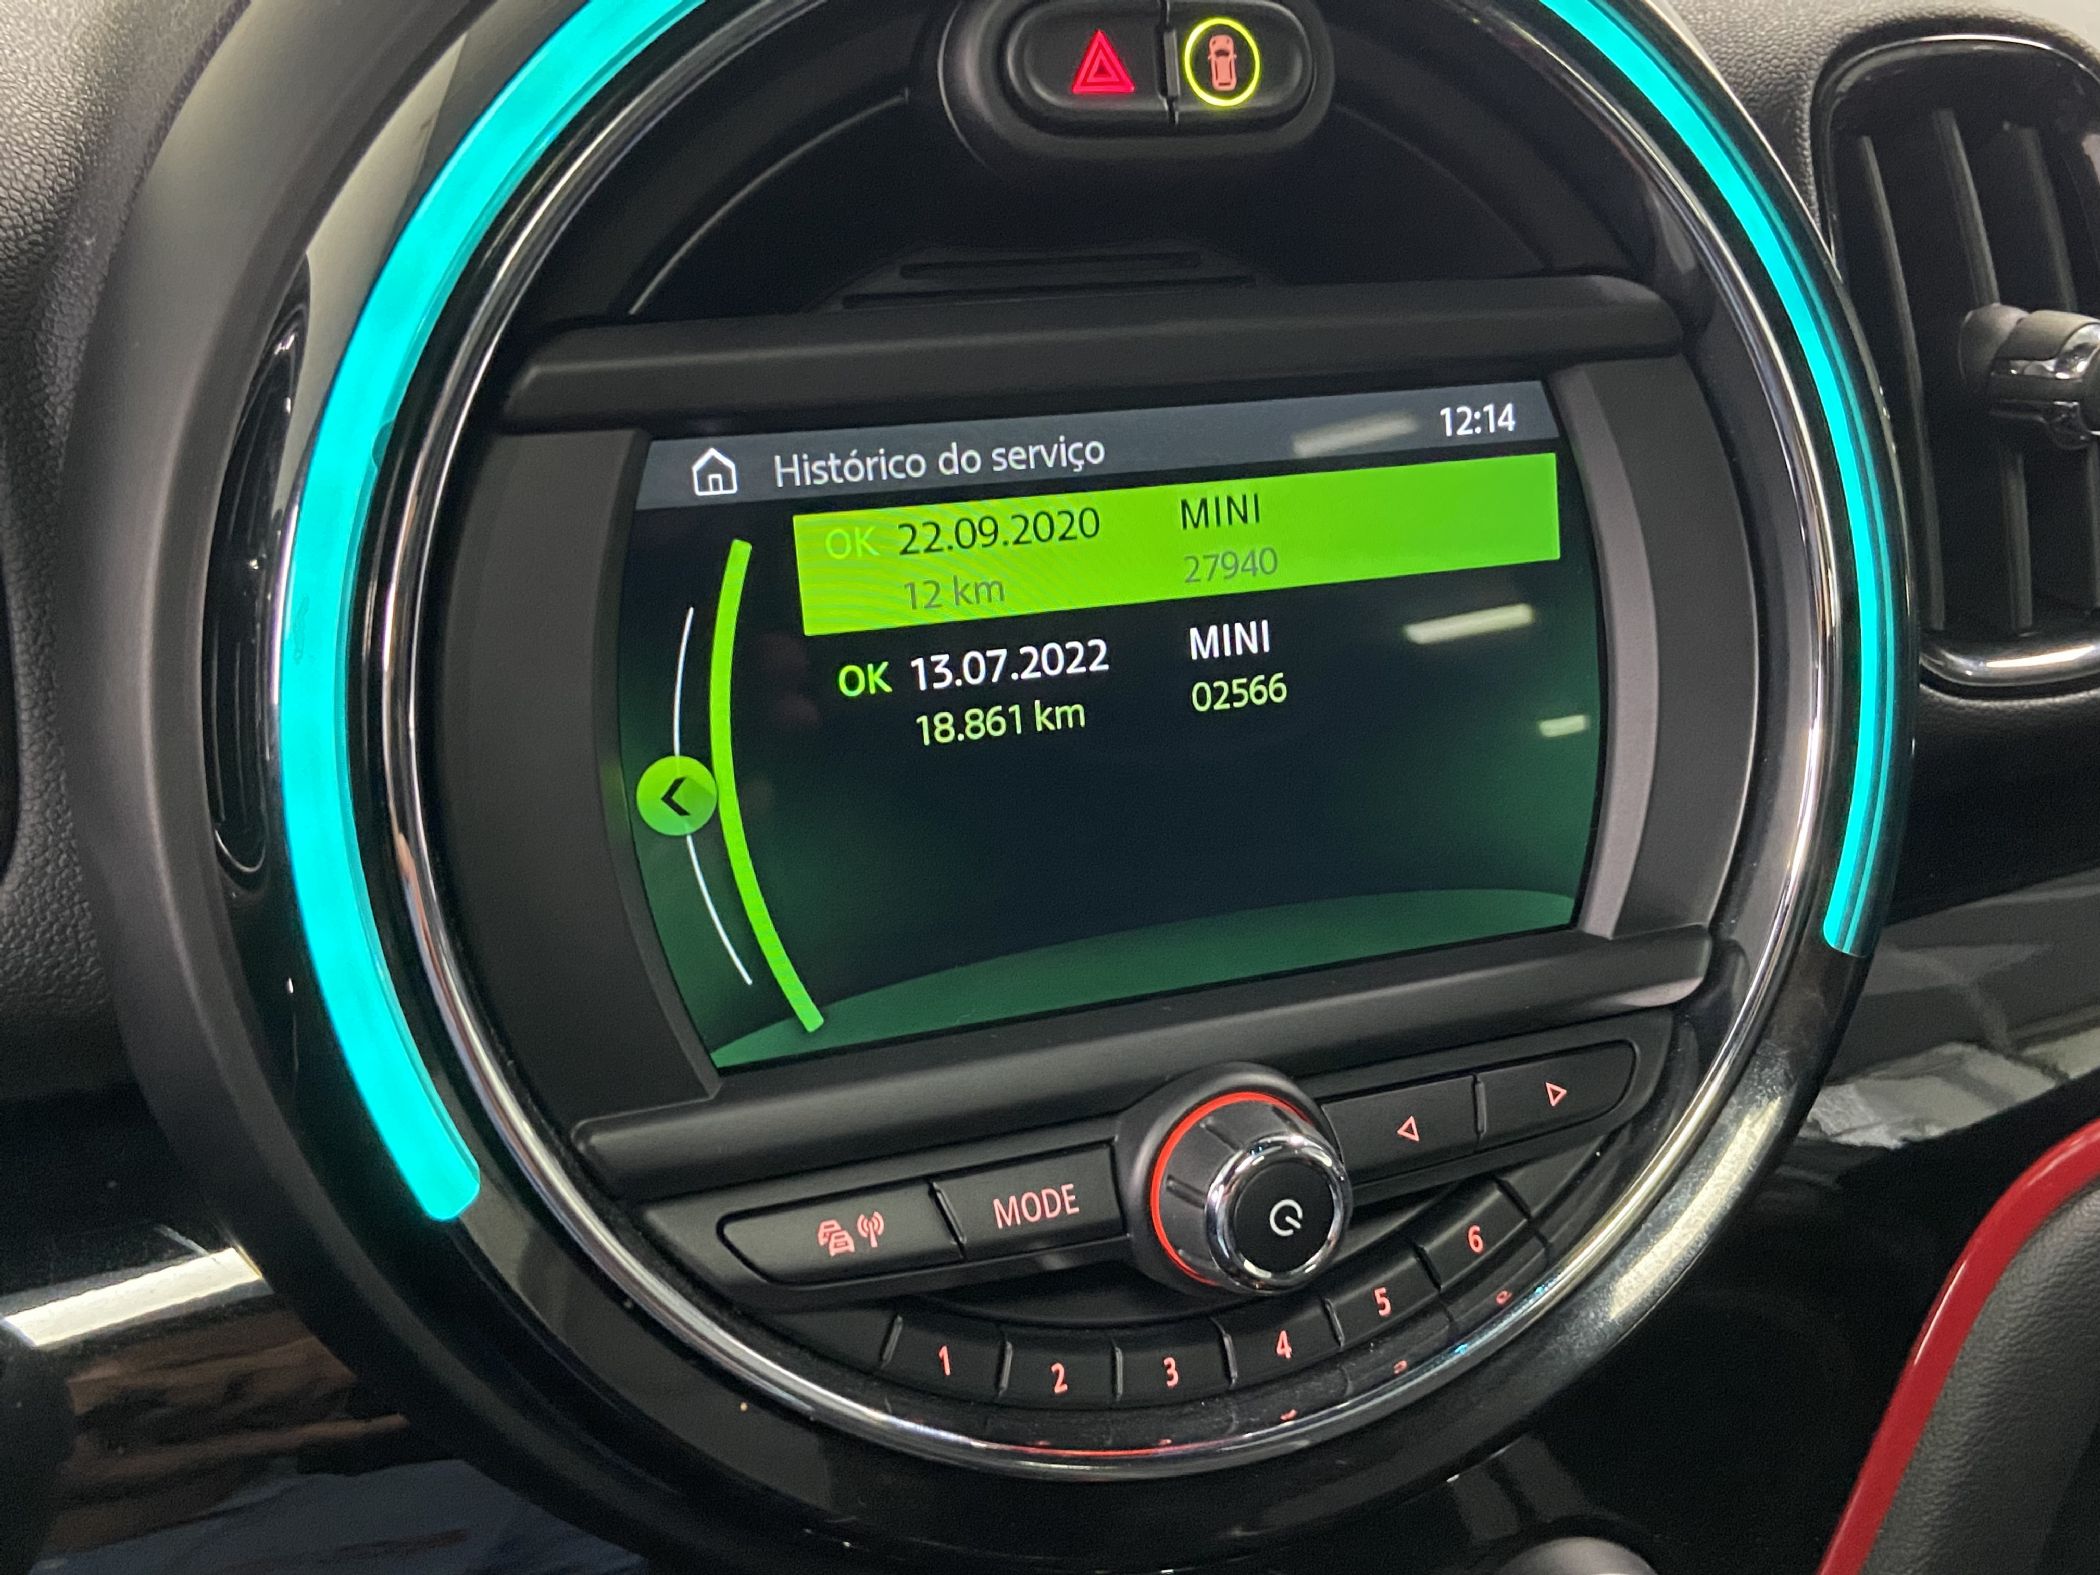 Histórico do serviço 12:14
OK 22.09.2020 MINI
12 km 27940
OK 13.07.2022 MINI
18.861 km 02566
MODE
1 2 3 4 5 6